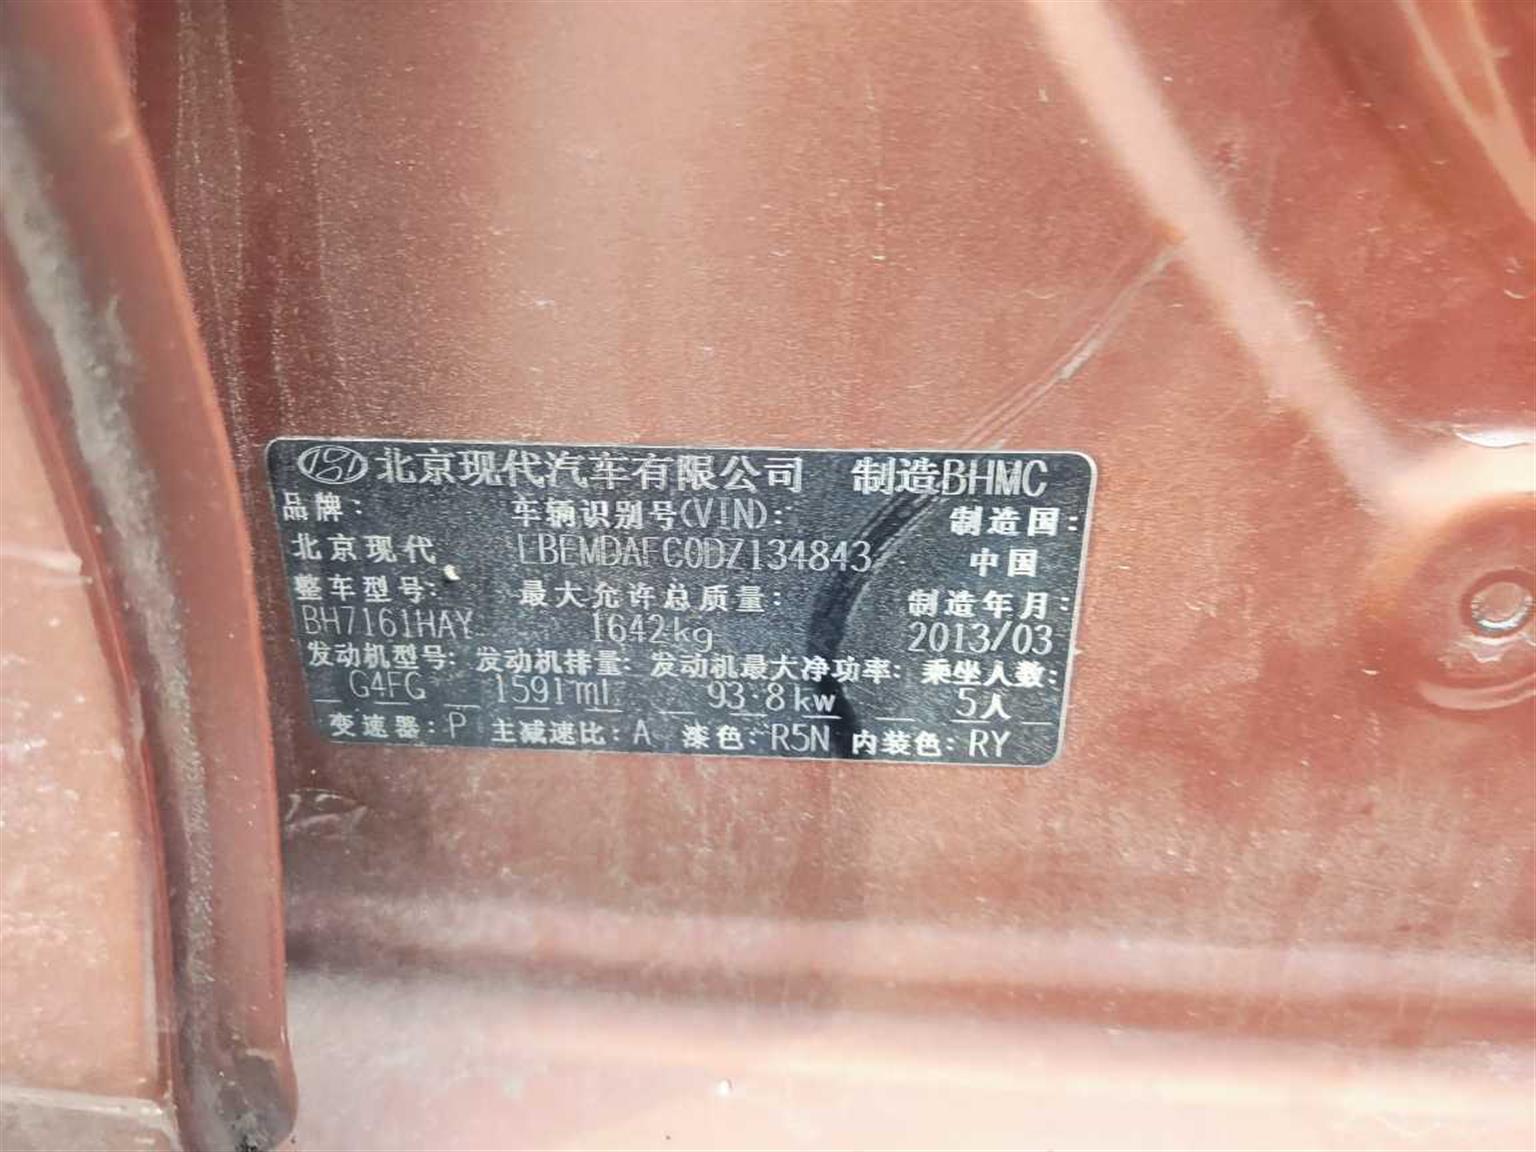 北京现代汽车有限公司 制造BHMC
品牌: 车辆识别号(VIN): 制造国:
北京现代 LBEMDAFC0DZ134843 中国
整车型号: 最大允许总质量: 制造年月:
BH7161HAY 1642kg 2013/03
发动机型号: 发动机排量: 发动机最大净功率: 乘坐人数:
G4FG 1591ml 93.8kw 5人
变速器: P 主减速比: A 漆色: R5N 内装色: RY